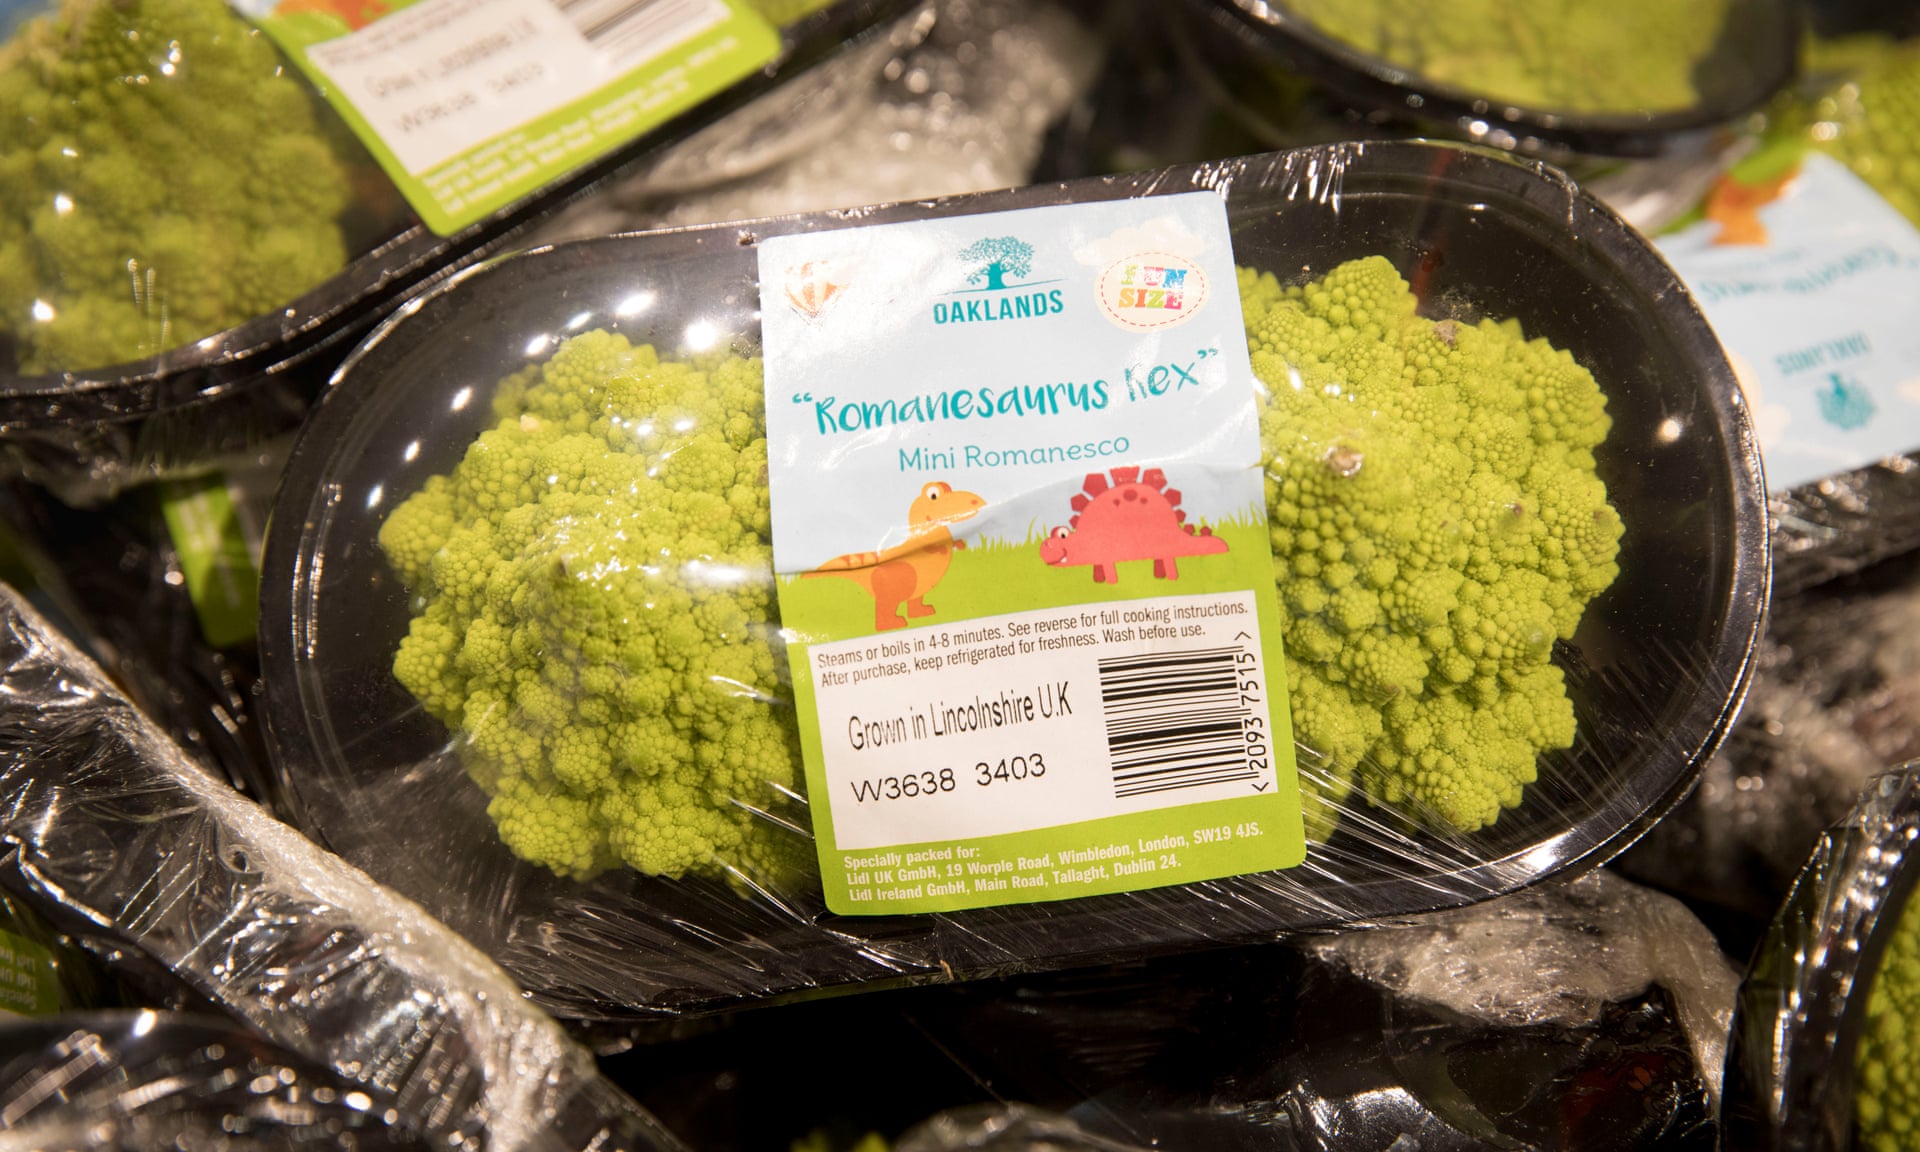 OAKLANDS
FUN
SIZE
“Romanesaurus Rex”
Mini Romanesco
Steams or boils in 4-8 minutes. See reverse for full cooking instructions.
After purchase, keep refrigerated for freshness. Wash before use.
Grown in Lincolnshire U.K
W3638 3403
<2093 7515>
Specially packed for:
Lidl UK GmbH, 19 Worple Road, Wimbledon, London, SW19 4JS.
Lidl Ireland GmbH, Main Road, Tallaght, Dublin 24.
W3638 3403
OAKLANDS